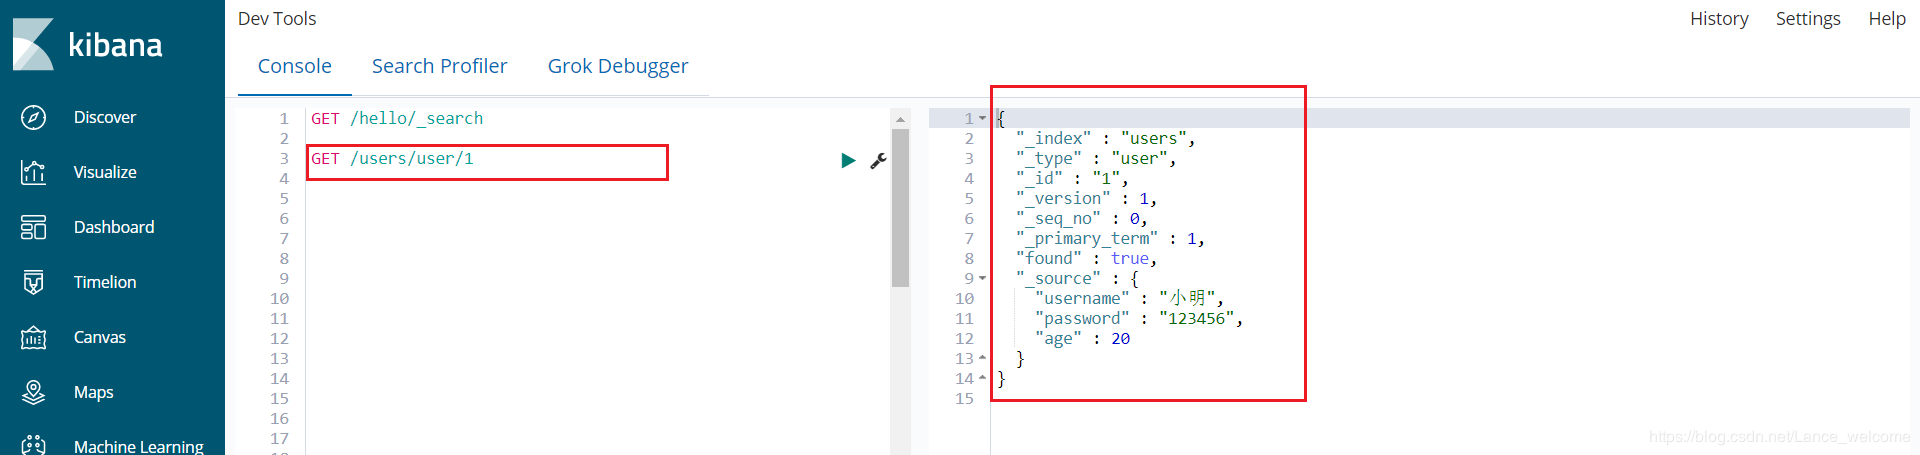 kibana
Discover
Visualize
Dashboard
Timelion
Canvas
Maps
Machine Learning
Dev Tools
History Settings Help
Console Search Profiler Grok Debugger
1 GET /hello/_search
2
3 GET /users/user/1
4
5
6
7
8
9
10
11
12
13
14
15
16
17
1 {
2 "_index" : "users",
3 "_type" : "user",
4 "_id" : "1",
5 "_version" : 1,
6 "_seq_no" : 0,
7 "_primary_term" : 1,
8 "found" : true,
9 "_source" : {
10 "username" : "小明",
11 "password" : "123456",
12 "age" : 20
13 }
14 }
15
https://blog.csdn.net/Lance_welcome